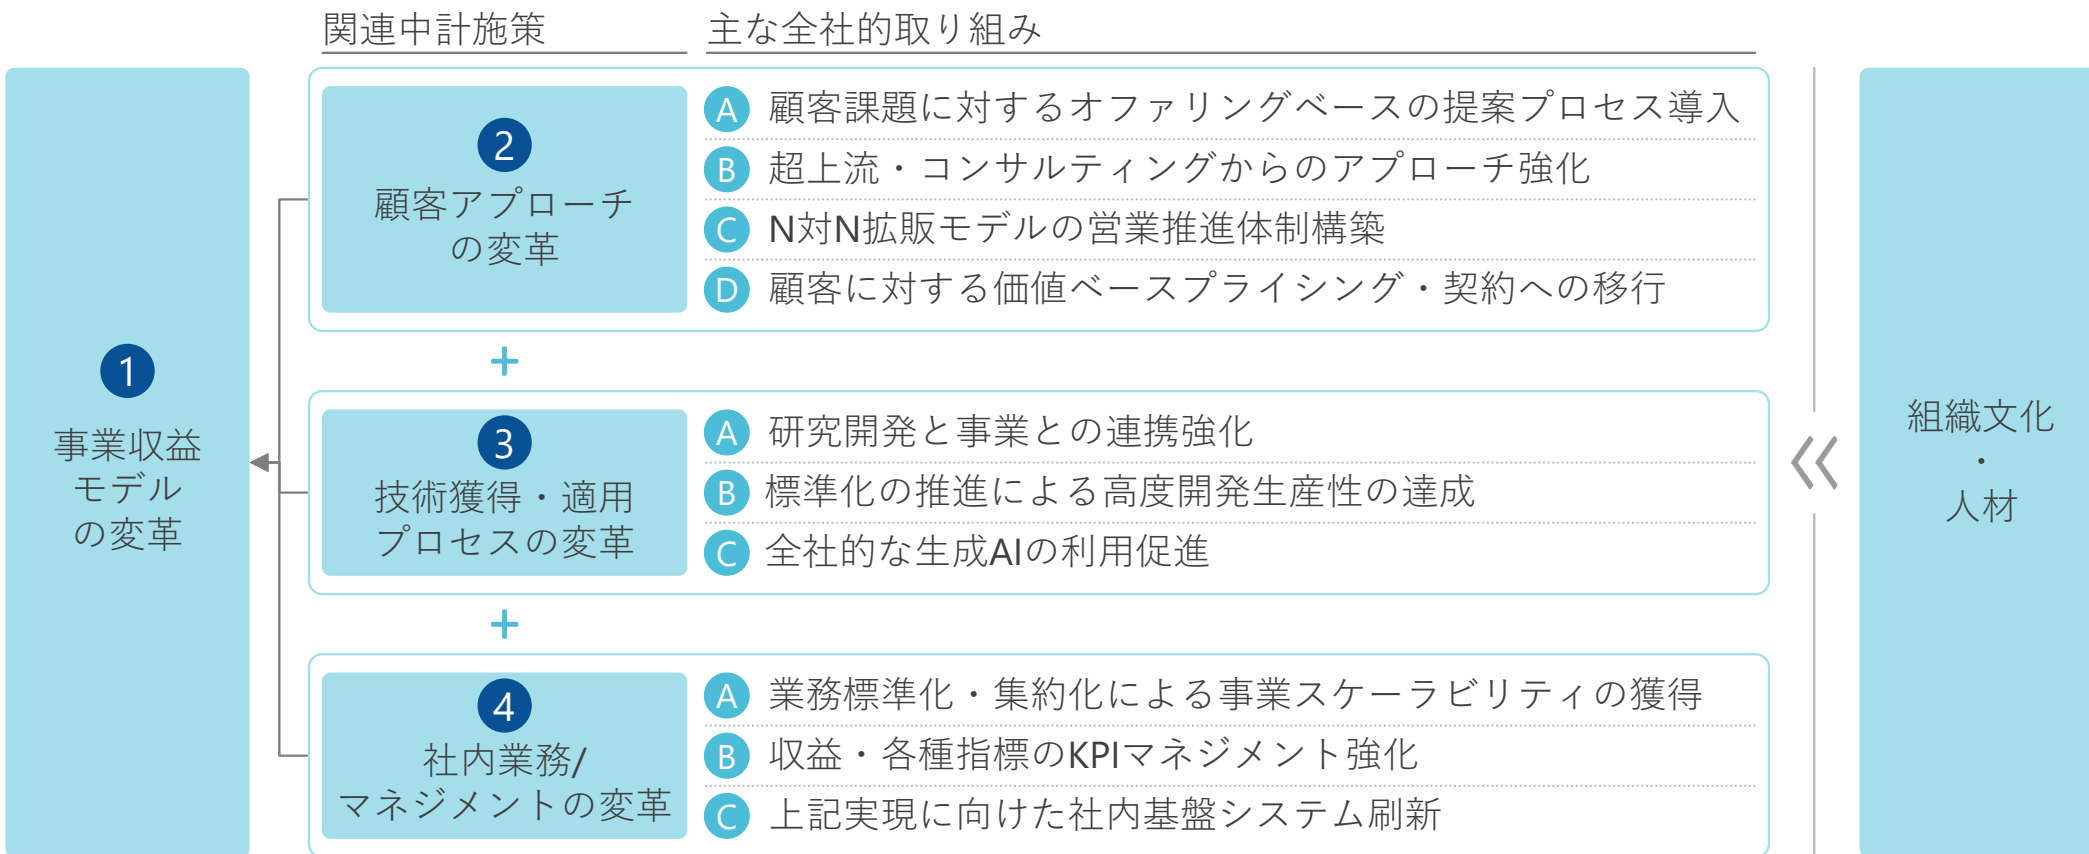 関連中計施策
主な全社的取り組み
1
事業収益
モデル
の変革
2
顧客アプローチ
の変革
A 顧客課題に対するオファリングベースの提案プロセス導入
B 超上流・コンサルティングからのアプローチ強化
C N対N拡販モデルの営業推進体制構築
D 顧客に対する価値ベースプライシング・契約への移行
+
3
技術獲得・適用
プロセスの変革
A 研究開発と事業との連携強化
B 標準化の推進による高度開発生産性の達成
C 全社的な生成AIの利用促進
+
4
社内業務/
マネジメントの変革
A 業務標準化・集約化による事業スケーラビリティの獲得
B 収益・各種指標のKPIマネジメント強化
C 上記実現に向けた社内基盤システム刷新
組織文化
・
人材